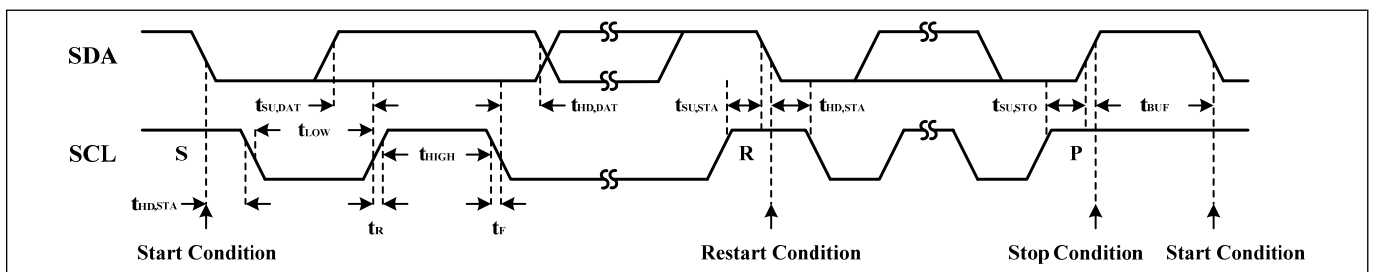 SDA
tSU,DAT
tHD,DAT
tSU,STA
tHD,STA
tSU,STO
tBUF
tLOW
SCL
S
tHIGH
R
P
tHD,STA
tR
tF
Start Condition
Restart Condition
Stop Condition
Start Condition